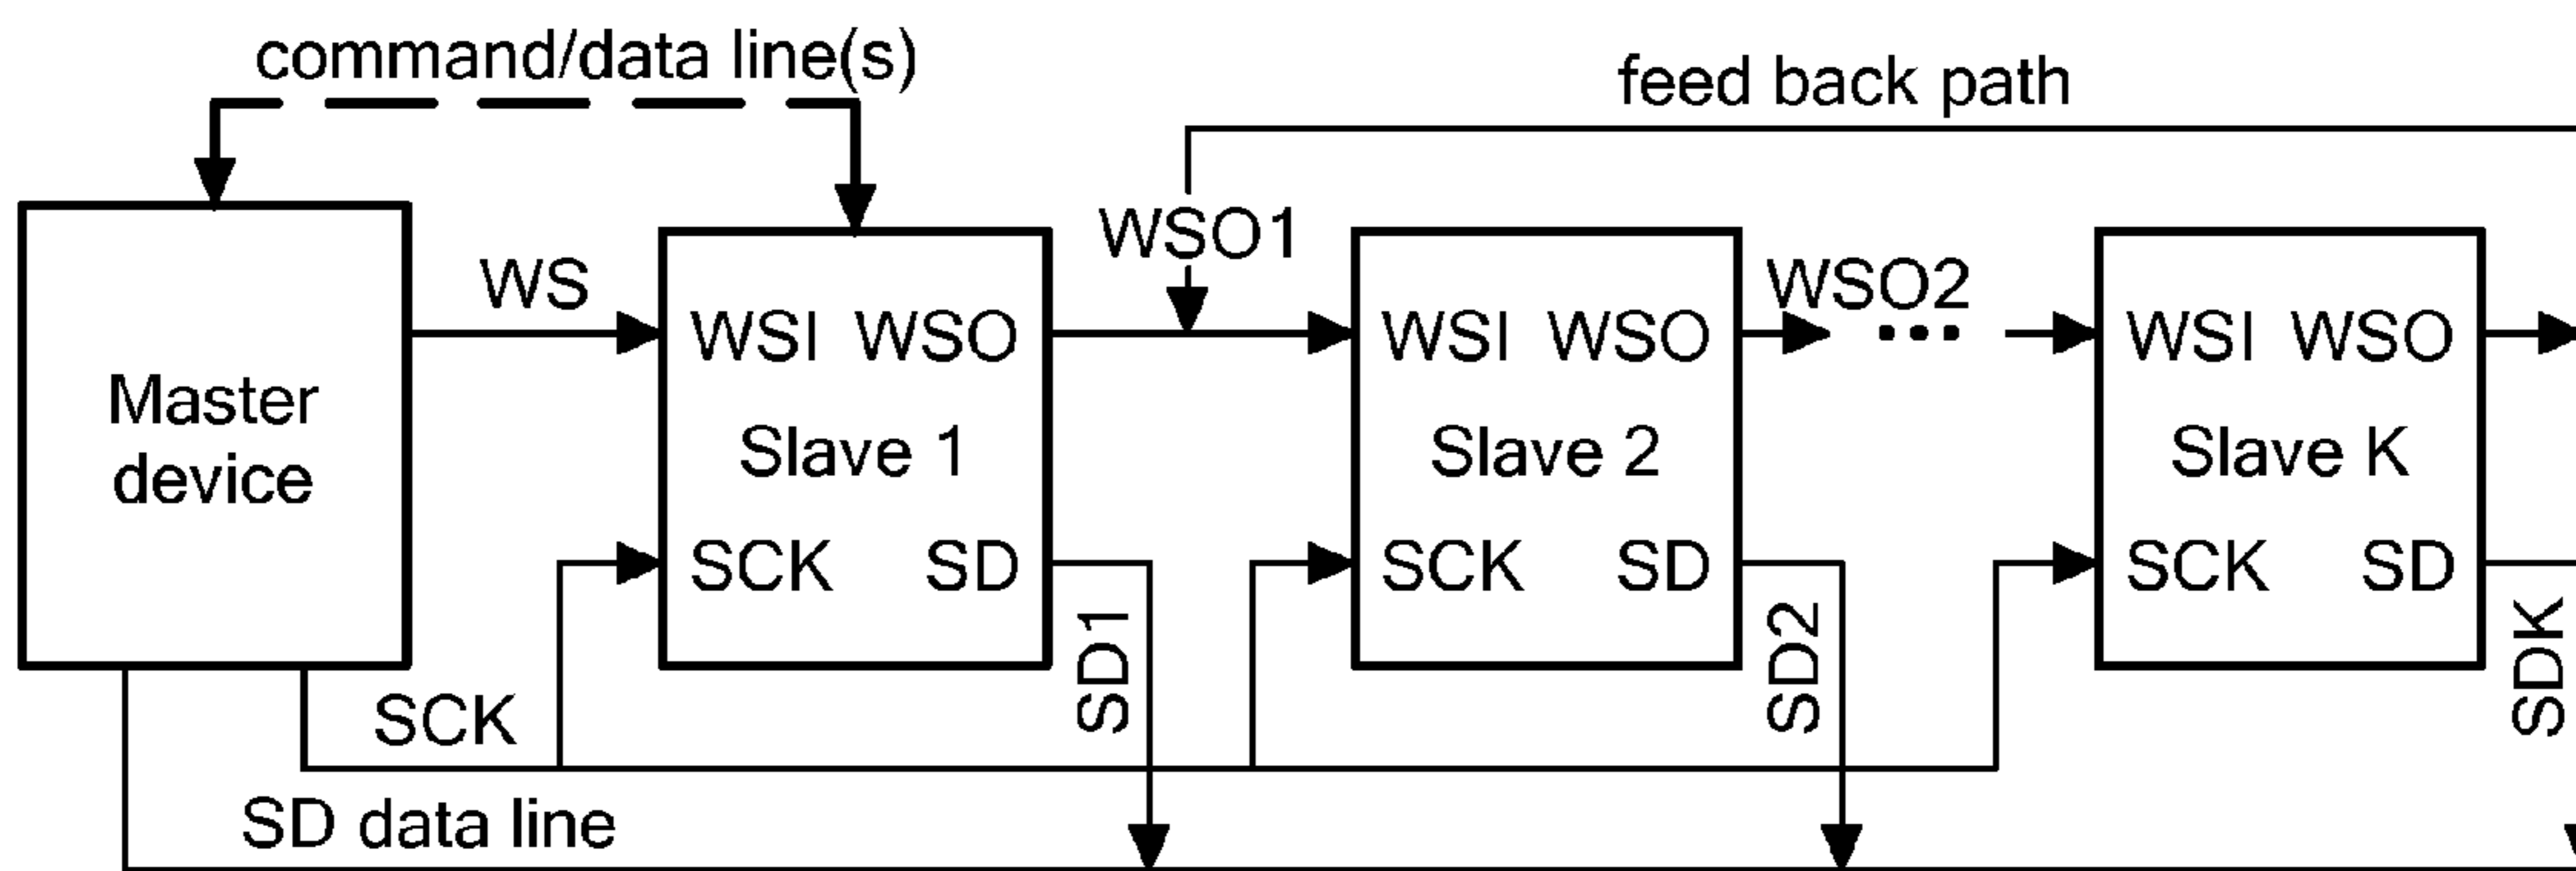 command/data line(s)
feed back path
WS
WSO1
WSO2
Master
device
WSI WSO
Slave 1
SCK SD
WSI WSO
Slave 2
SCK SD
WSI WSO
Slave K
SCK SD
SD1
SD2
SDK
SCK
SD data line